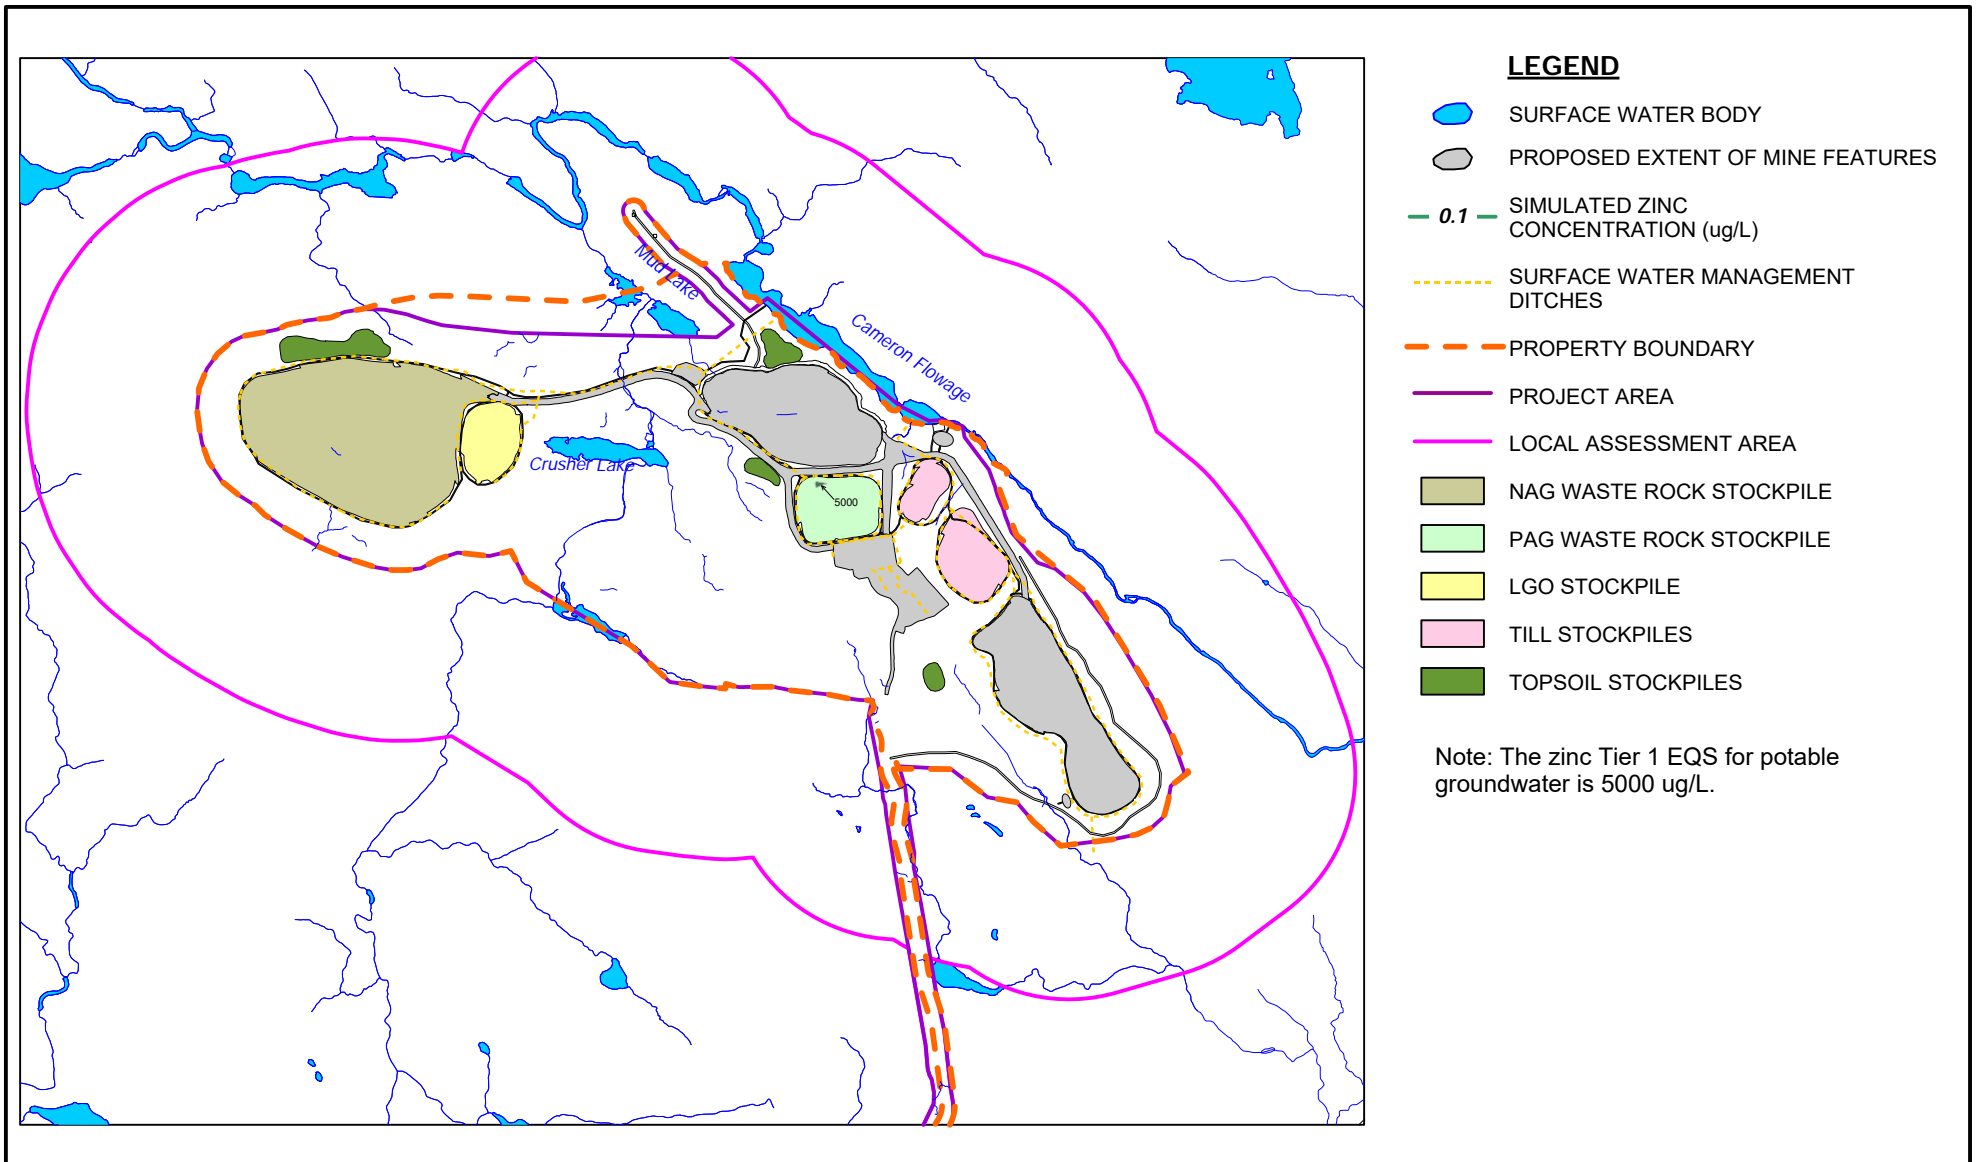 LEGEND
SURFACE WATER BODY
PROPOSED EXTENT OF MINE FEATURES
0.1
SIMULATED ZINC
CONCENTRATION (ug/L)
SURFACE WATER MANAGEMENT
DITCHES
PROPERTY BOUNDARY
PROJECT AREA
LOCAL ASSESSMENT AREA
NAG WASTE ROCK STOCKPILE
PAG WASTE ROCK STOCKPILE
LGO STOCKPILE
TILL STOCKPILES
TOPSOIL STOCKPILES
Note: The zinc Tier 1 EQS for potable
groundwater is 5000 ug/L.
Mud Lake
Cameron Flowage
Crusher Lake
5000